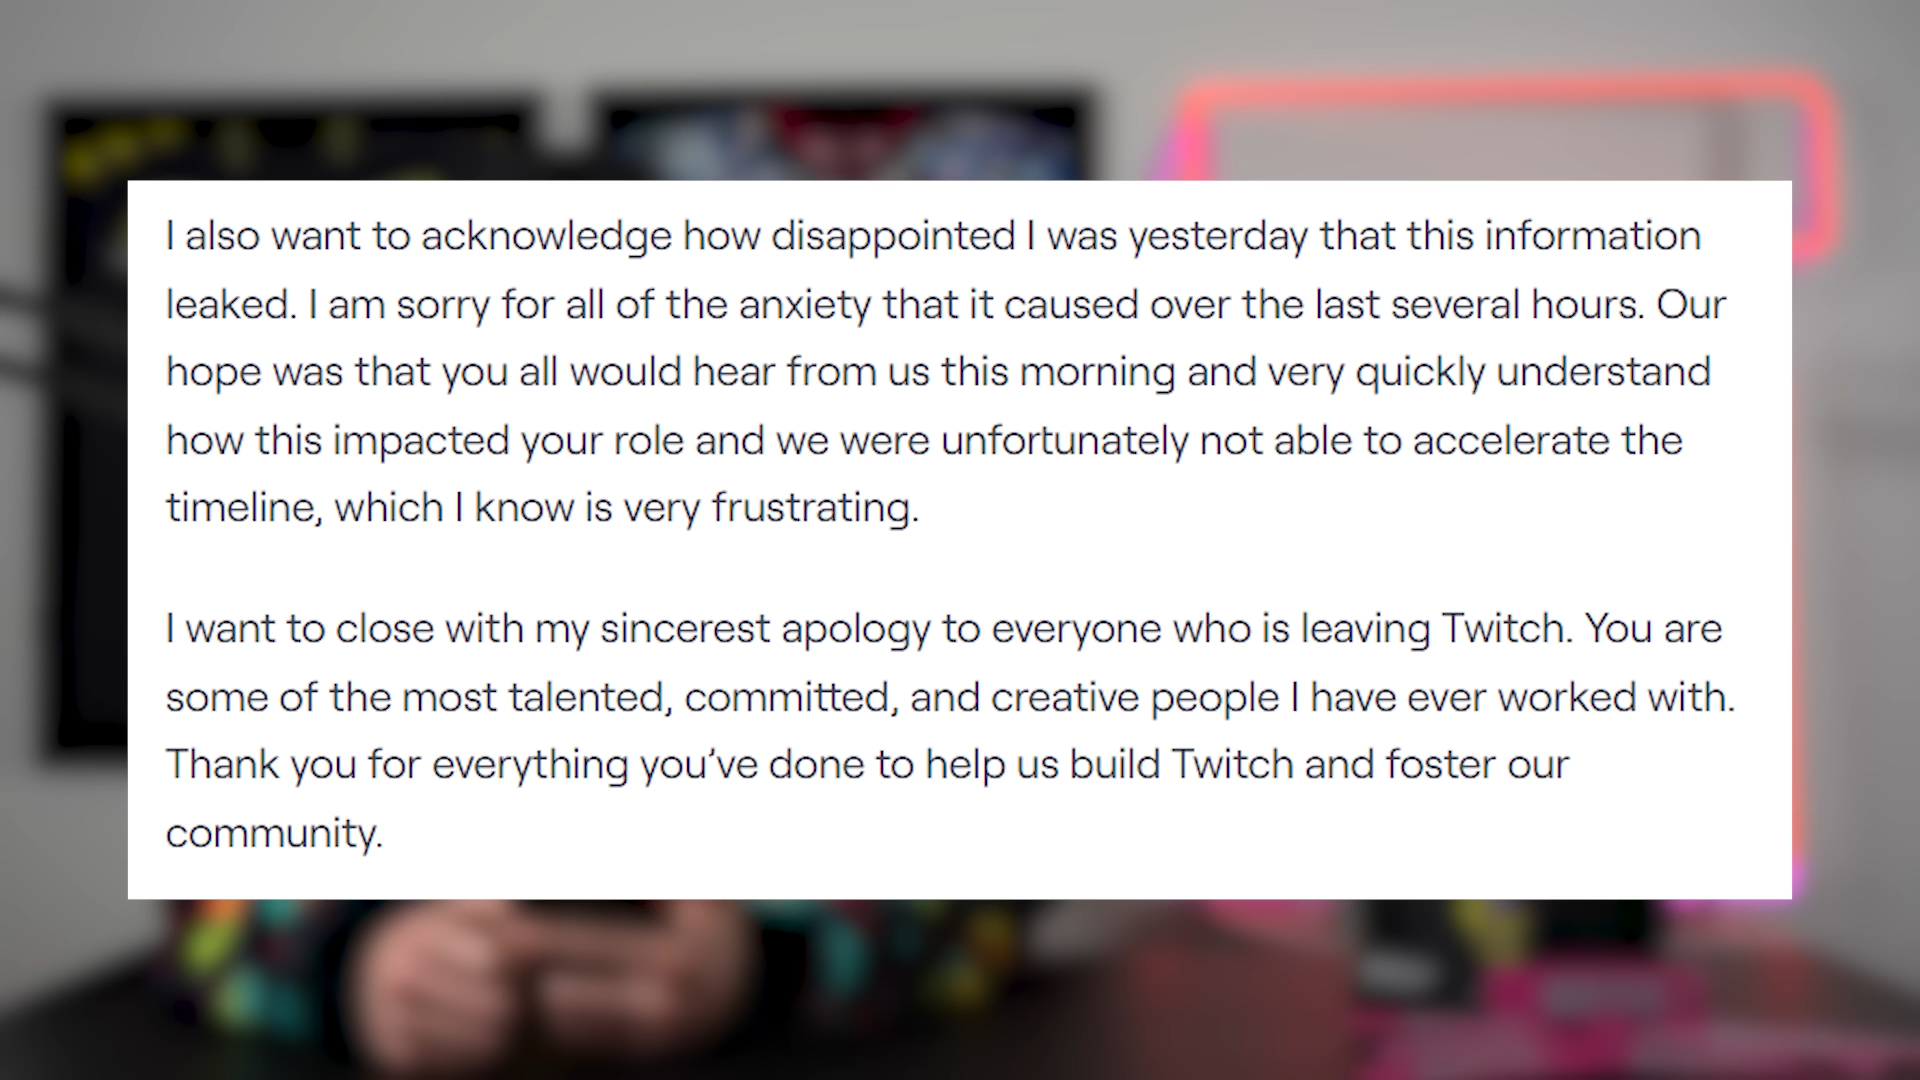 I also want to acknowledge how disappointed I was yesterday that this information
leaked. I am sorry for all of the anxiety that it caused over the last several hours. Our
hope was that you all would hear from us this morning and very quickly understand
how this impacted your role and we were unfortunately not able to accelerate the
timeline, which I know is very frustrating.
I want to close with my sincerest apology to everyone who is leaving Twitch. You are
some of the most talented, committed, and creative people I have ever worked with.
Thank you for everything you’ve done to help us build Twitch and foster our
community.